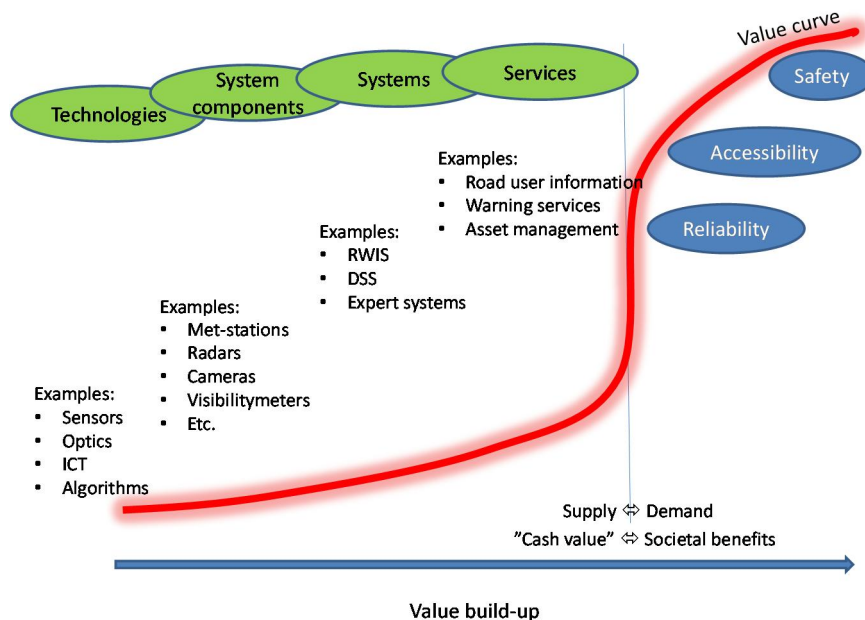 Value curve
Technologies
System
components
Systems
Services
Safety
Accessibility
Reliability
Examples:
▪ Road user information
▪ Warning services
▪ Asset management
Examples:
▪ RWIS
▪ DSS
▪ Expert systems
Examples:
▪ Met-stations
▪ Radars
▪ Cameras
▪ Visibilitymeters
▪ Etc.
Examples:
▪ Sensors
▪ Optics
▪ ICT
▪ Algorithms
Supply ⇔ Demand
”Cash value” ⇔ Societal benefits
Value build-up